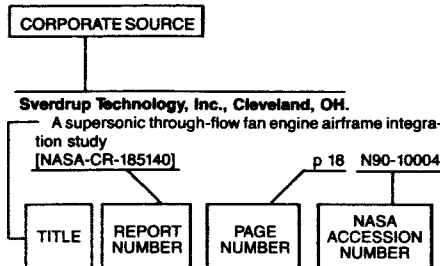 CORPORATE SOURCE
Sverdrup Technology, Inc., Cleveland, OH.
A supersonic through-flow fan engine airframe integra-
tion study
[NASA-CR-185140] p 18 N90-10004
TITLE
REPORT
NUMBER
PAGE
NUMBER
NASA
ACCESSION
NUMBER